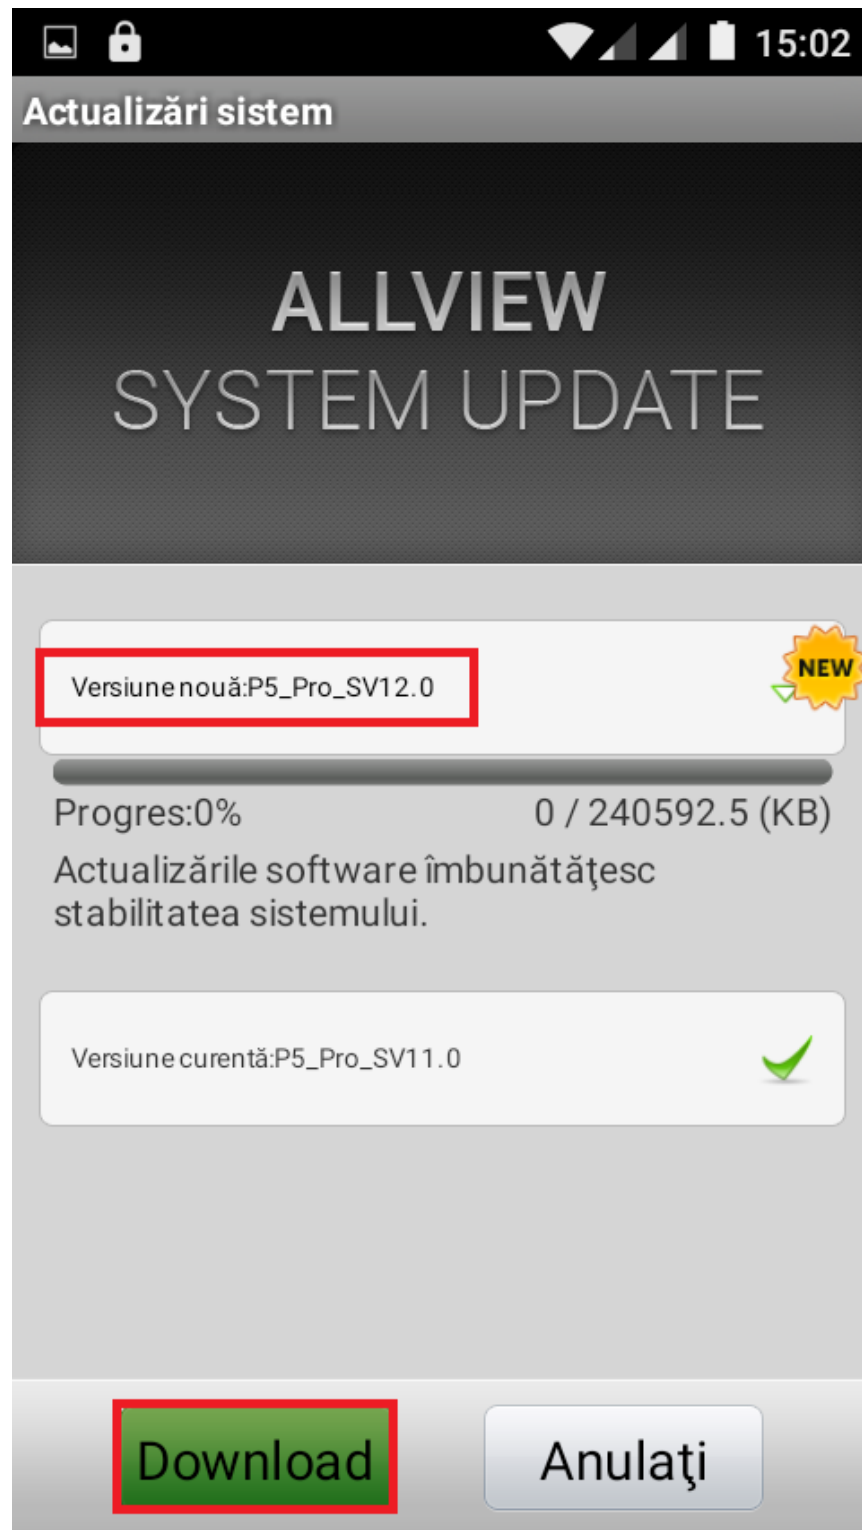 15:02
Actualizări sistem
ALLVIEW
SYSTEM UPDATE
Versiune nouă:P5_Pro_SV12.0
NEW
Progres:0% 0 / 240592.5 (KB)
Actualizările software îmbunătăţesc
stabilitatea sistemului.
Versiune curentă:P5_Pro_SV11.0
Download Anulaţi